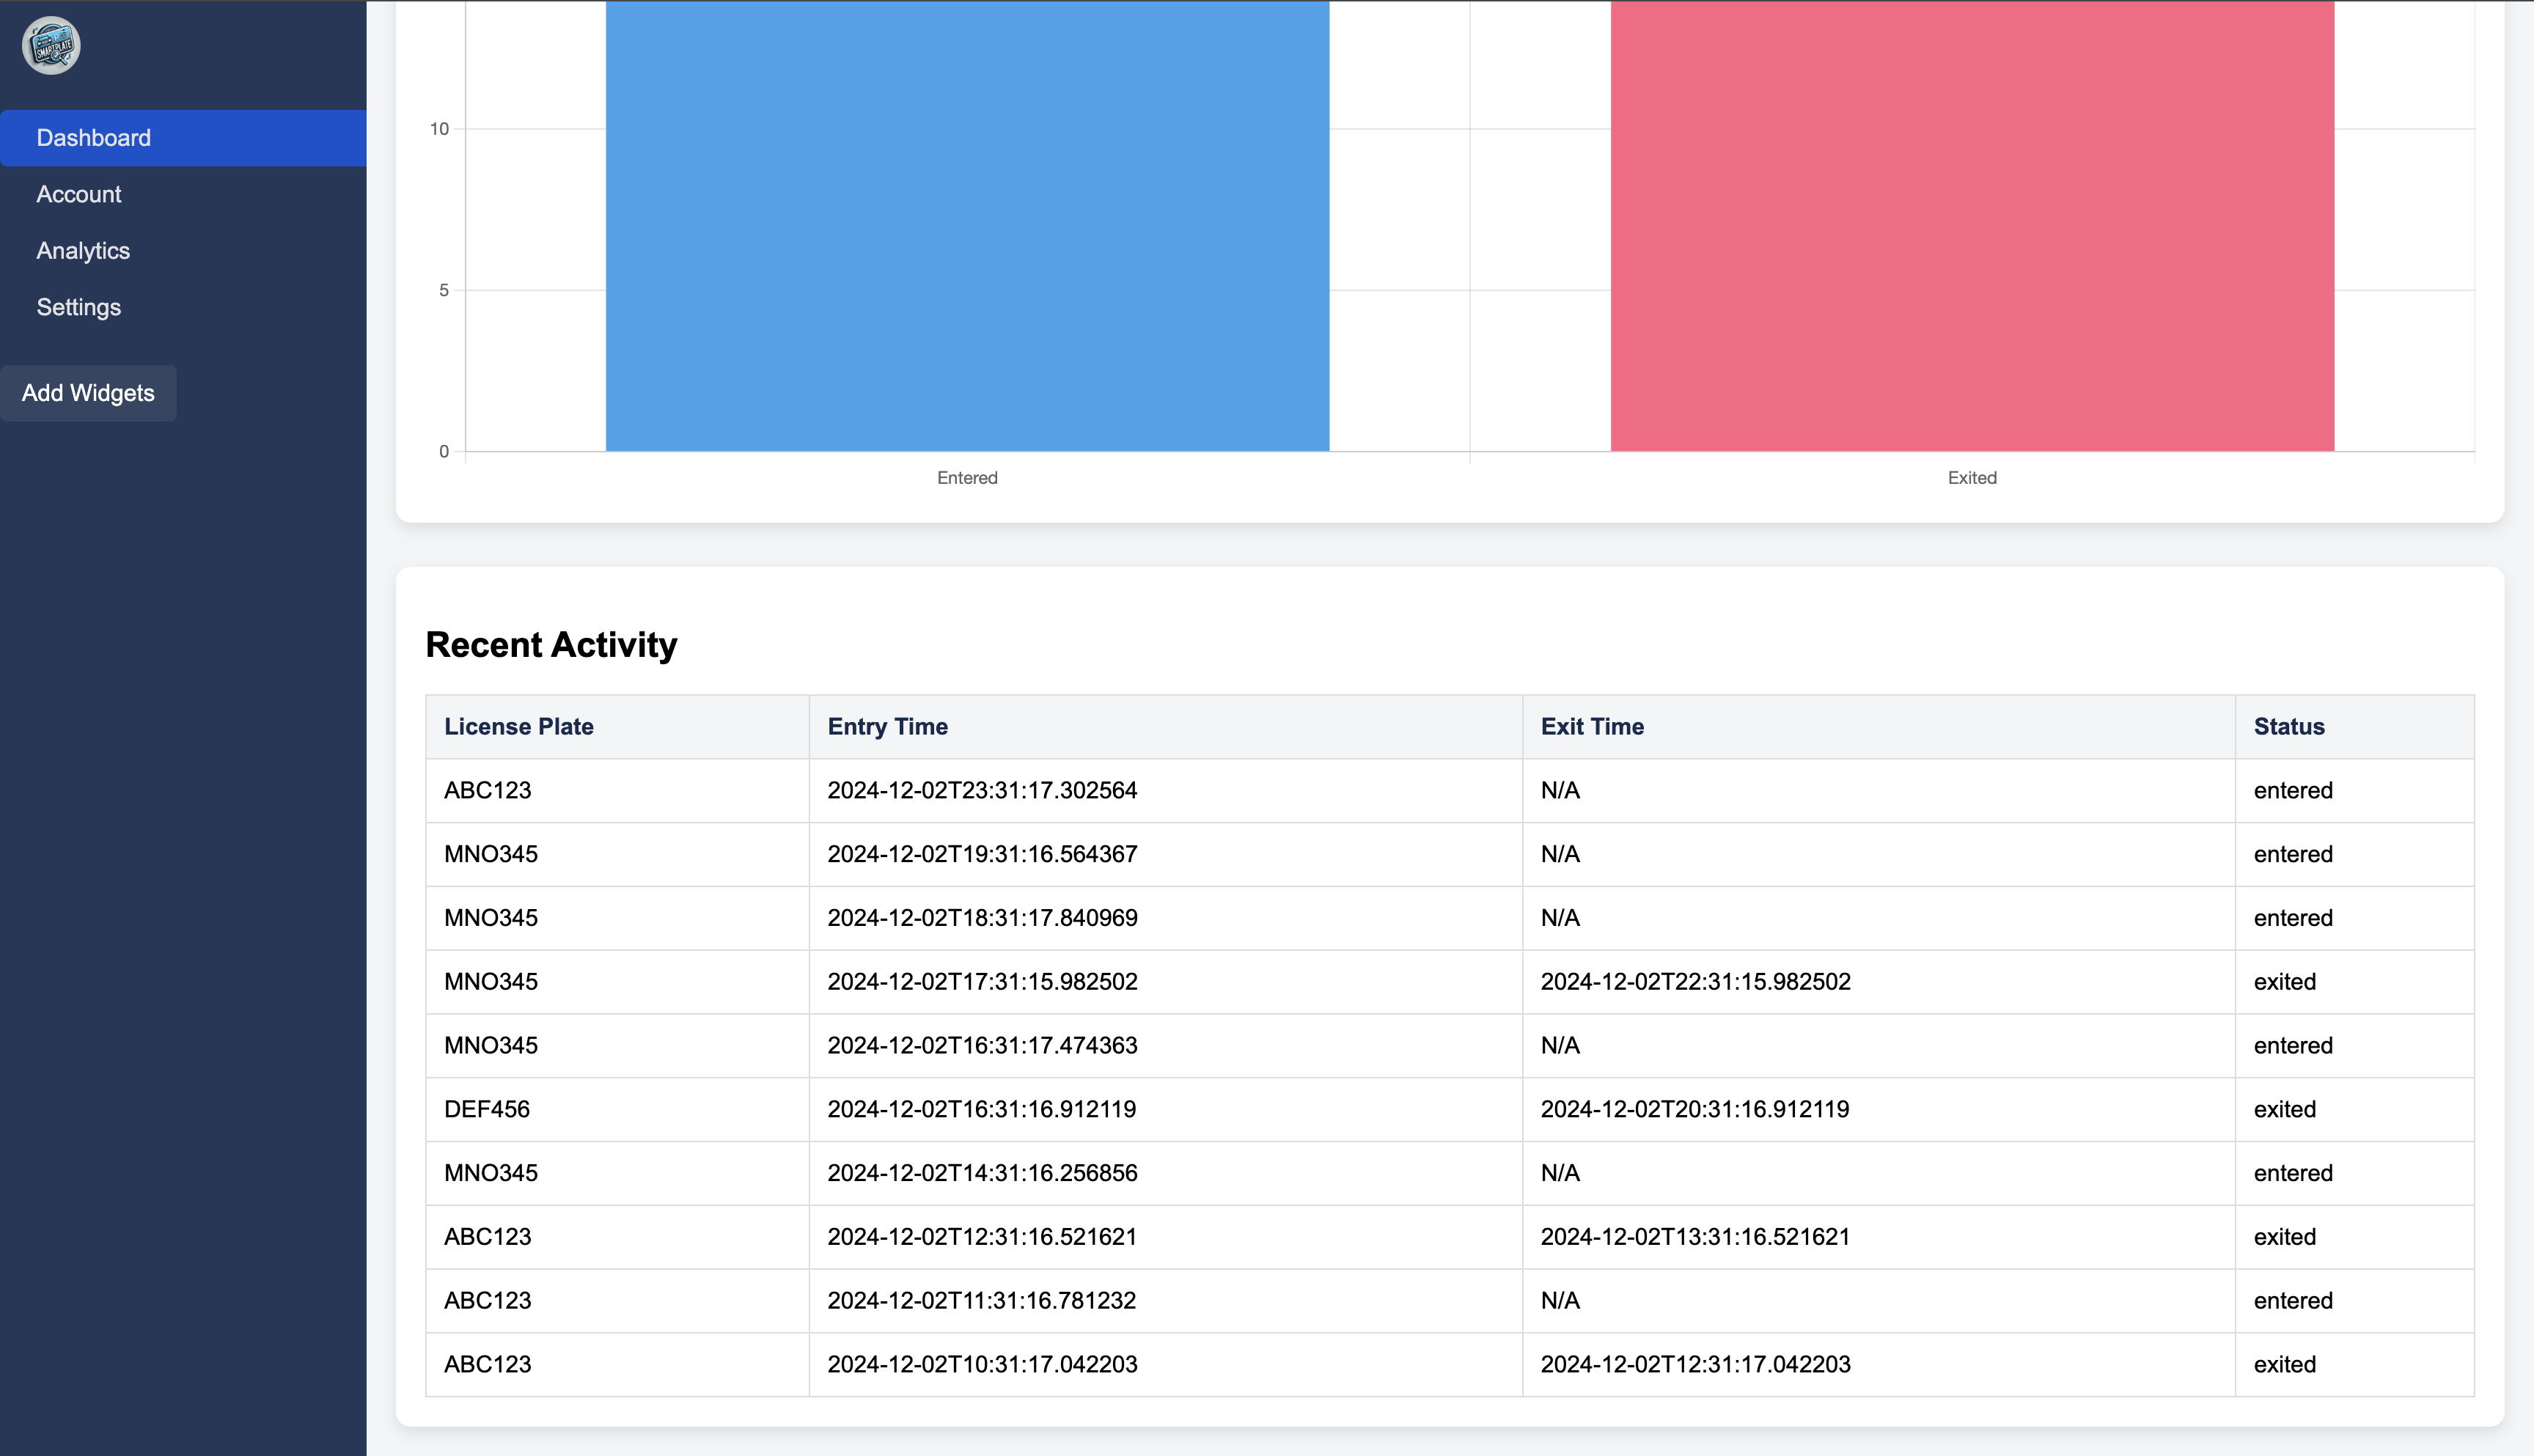 SMARTPLATE
Dashboard
Account
Analytics
Settings
Add Widgets
10
5
0
Entered Exited
Recent Activity
License Plate Entry Time Exit Time Status
ABC123 2024-12-02T23:31:17.302564 N/A entered
MNO345 2024-12-02T19:31:16.564367 N/A entered
MNO345 2024-12-02T18:31:17.840969 N/A entered
MNO345 2024-12-02T17:31:15.982502 2024-12-02T22:31:15.982502 exited
MNO345 2024-12-02T16:31:17.474363 N/A entered
DEF456 2024-12-02T16:31:16.912119 2024-12-02T20:31:16.912119 exited
MNO345 2024-12-02T14:31:16.256856 N/A entered
ABC123 2024-12-02T12:31:16.521621 2024-12-02T13:31:16.521621 exited
ABC123 2024-12-02T11:31:16.781232 N/A entered
ABC123 2024-12-02T10:31:17.042203 2024-12-02T12:31:17.042203 exited